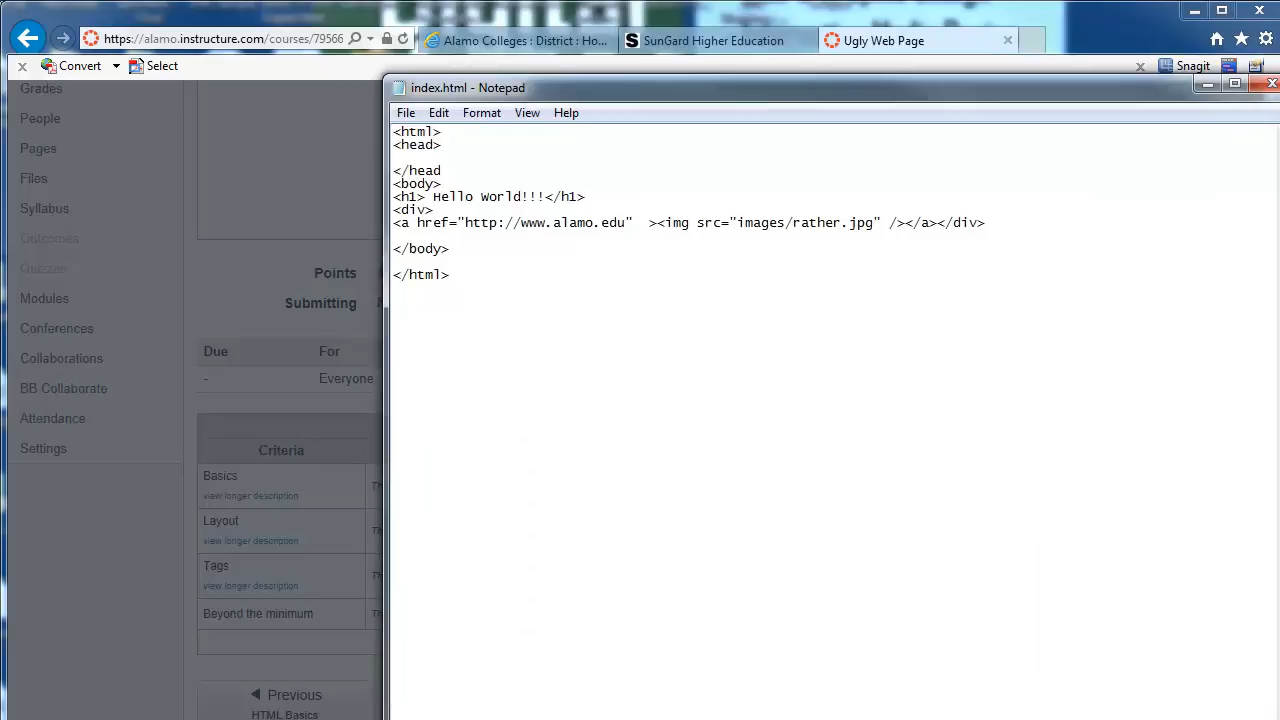 https://alamo.instructure.com/courses/79566
Alamo Colleges : District : Ho...
S SunGard Higher Education
Ugly Web Page
Convert
Select
Snagit
index.html - Notepad
File Edit Format View Help
<html>
<head>
</head
<body>
<h1> Hello World!!!</h1>
<div>
<a href="http://www.alamo.edu"  ><img src="images/rather.jpg" /></a></div>
</body>
</html>
Grades
People
Pages
Files
Syllabus
Outcomes
Quizzes
Modules
Conferences
Collaborations
BB Collaborate
Attendance
Settings
Points
Submitting
Due For
- Everyone
Criteria
Basics
view longer description
Layout
view longer description
Tags
view longer description
Beyond the minimum
Previous
HTML Basics